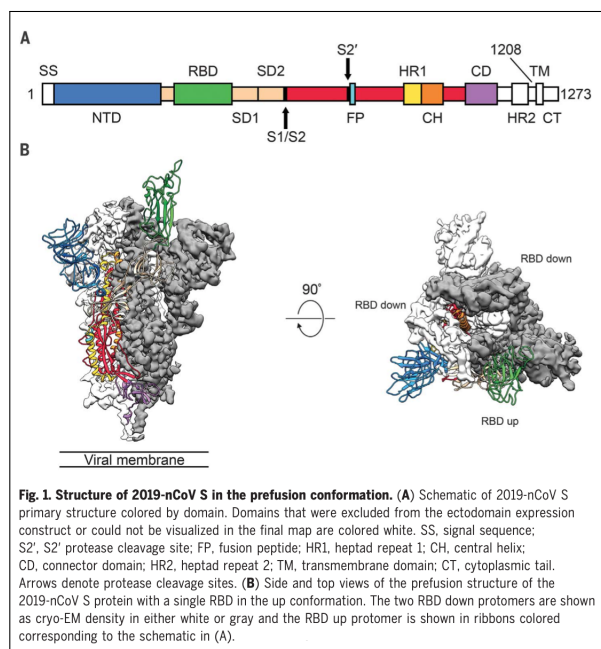 A
S2′
1208
SS
RBD
SD2
HR1
CD
TM
1
1273
NTD
SD1
FP
CH
HR2
CT
S1/S2
B
RBD down
90°
RBD down
RBD up
Viral membrane
Fig. 1. Structure of 2019-nCoV S in the prefusion conformation. (A) Schematic of 2019-nCoV S
primary structure colored by domain. Domains that were excluded from the ectodomain expression
construct or could not be visualized in the final map are colored white. SS, signal sequence;
S2′, S2′ protease cleavage site; FP, fusion peptide; HR1, heptad repeat 1; CH, central helix;
CD, connector domain; HR2, heptad repeat 2; TM, transmembrane domain; CT, cytoplasmic tail.
Arrows denote protease cleavage sites. (B) Side and top views of the prefusion structure of the
2019-nCoV S protein with a single RBD in the up conformation. The two RBD down protomers are shown
as cryo-EM density in either white or gray and the RBD up protomer is shown in ribbons colored
corresponding to the schematic in (A).